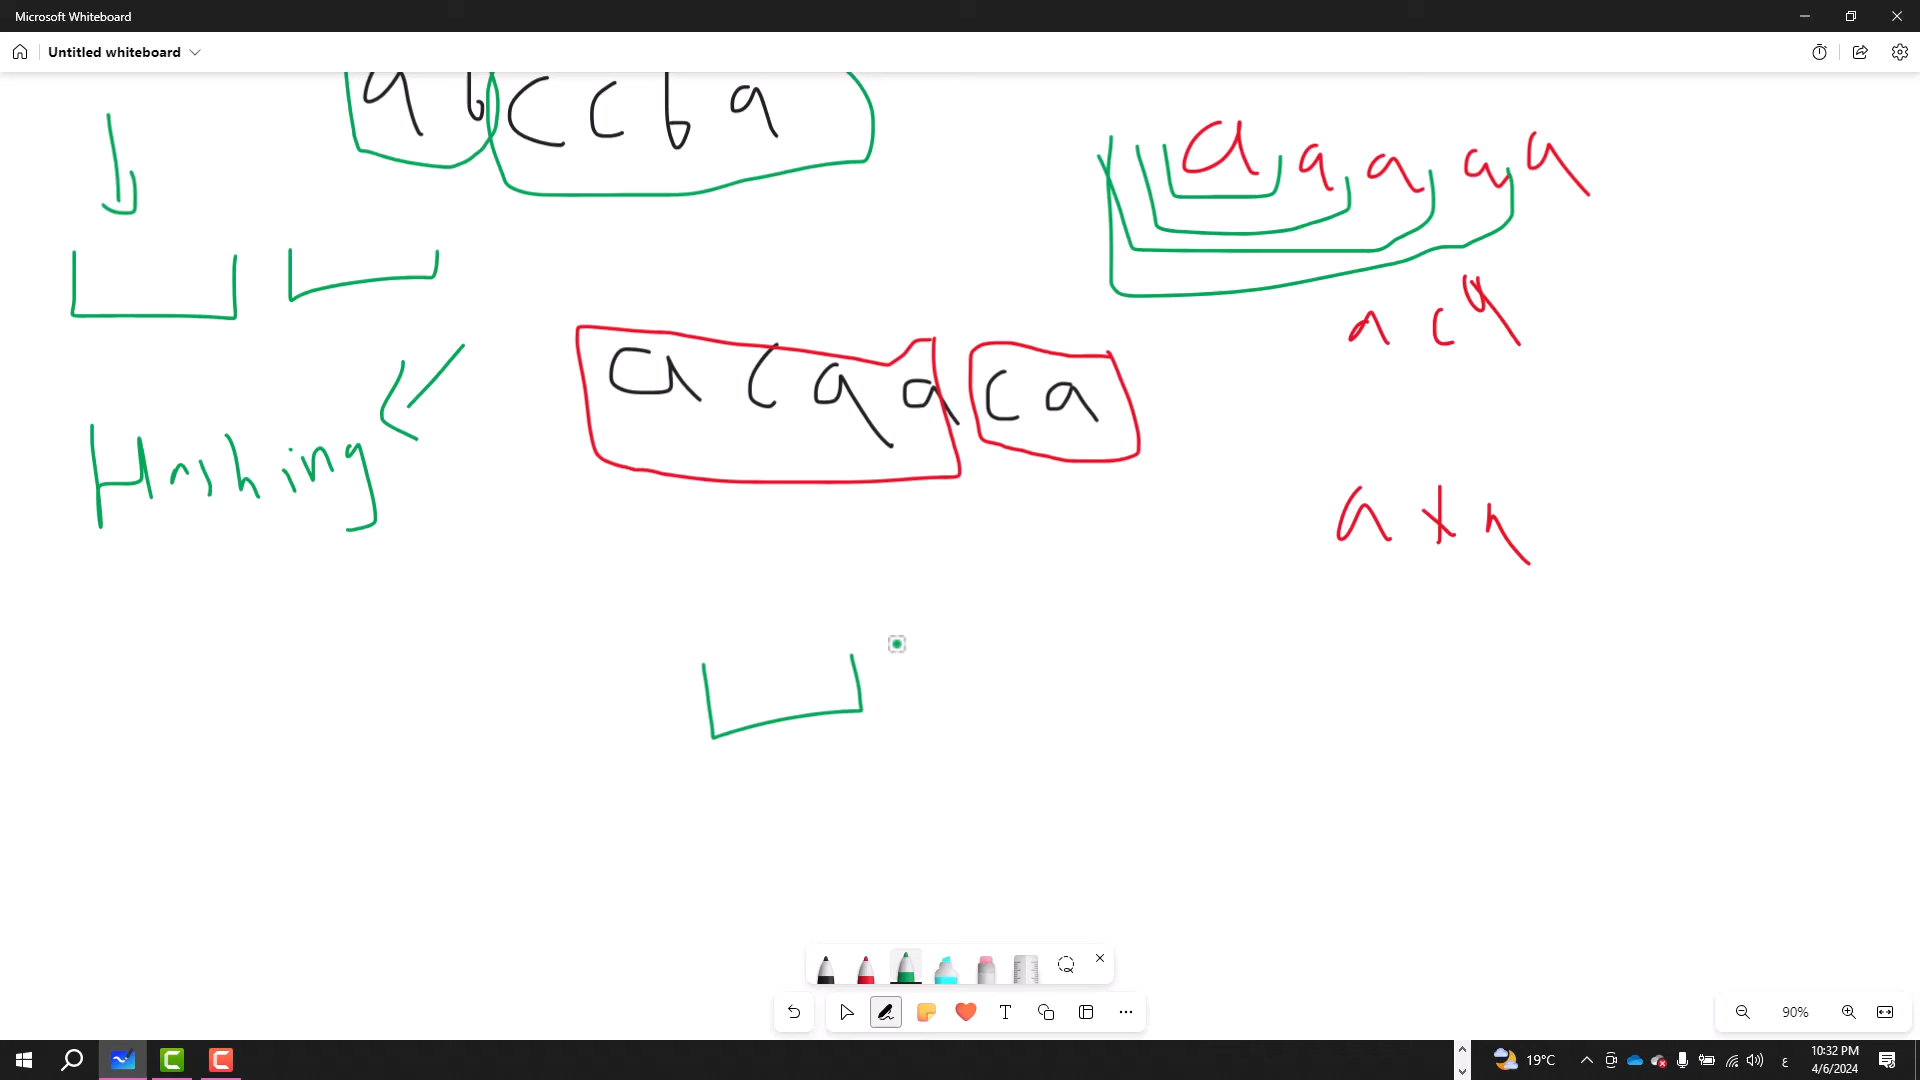 Microsoft Whiteboard
Untitled whiteboard
a b c c b a
a a a a a
a c a
a c a a c a
Hashing
a x a
90%
19°C
ع
10:32 PM
4/6/2024